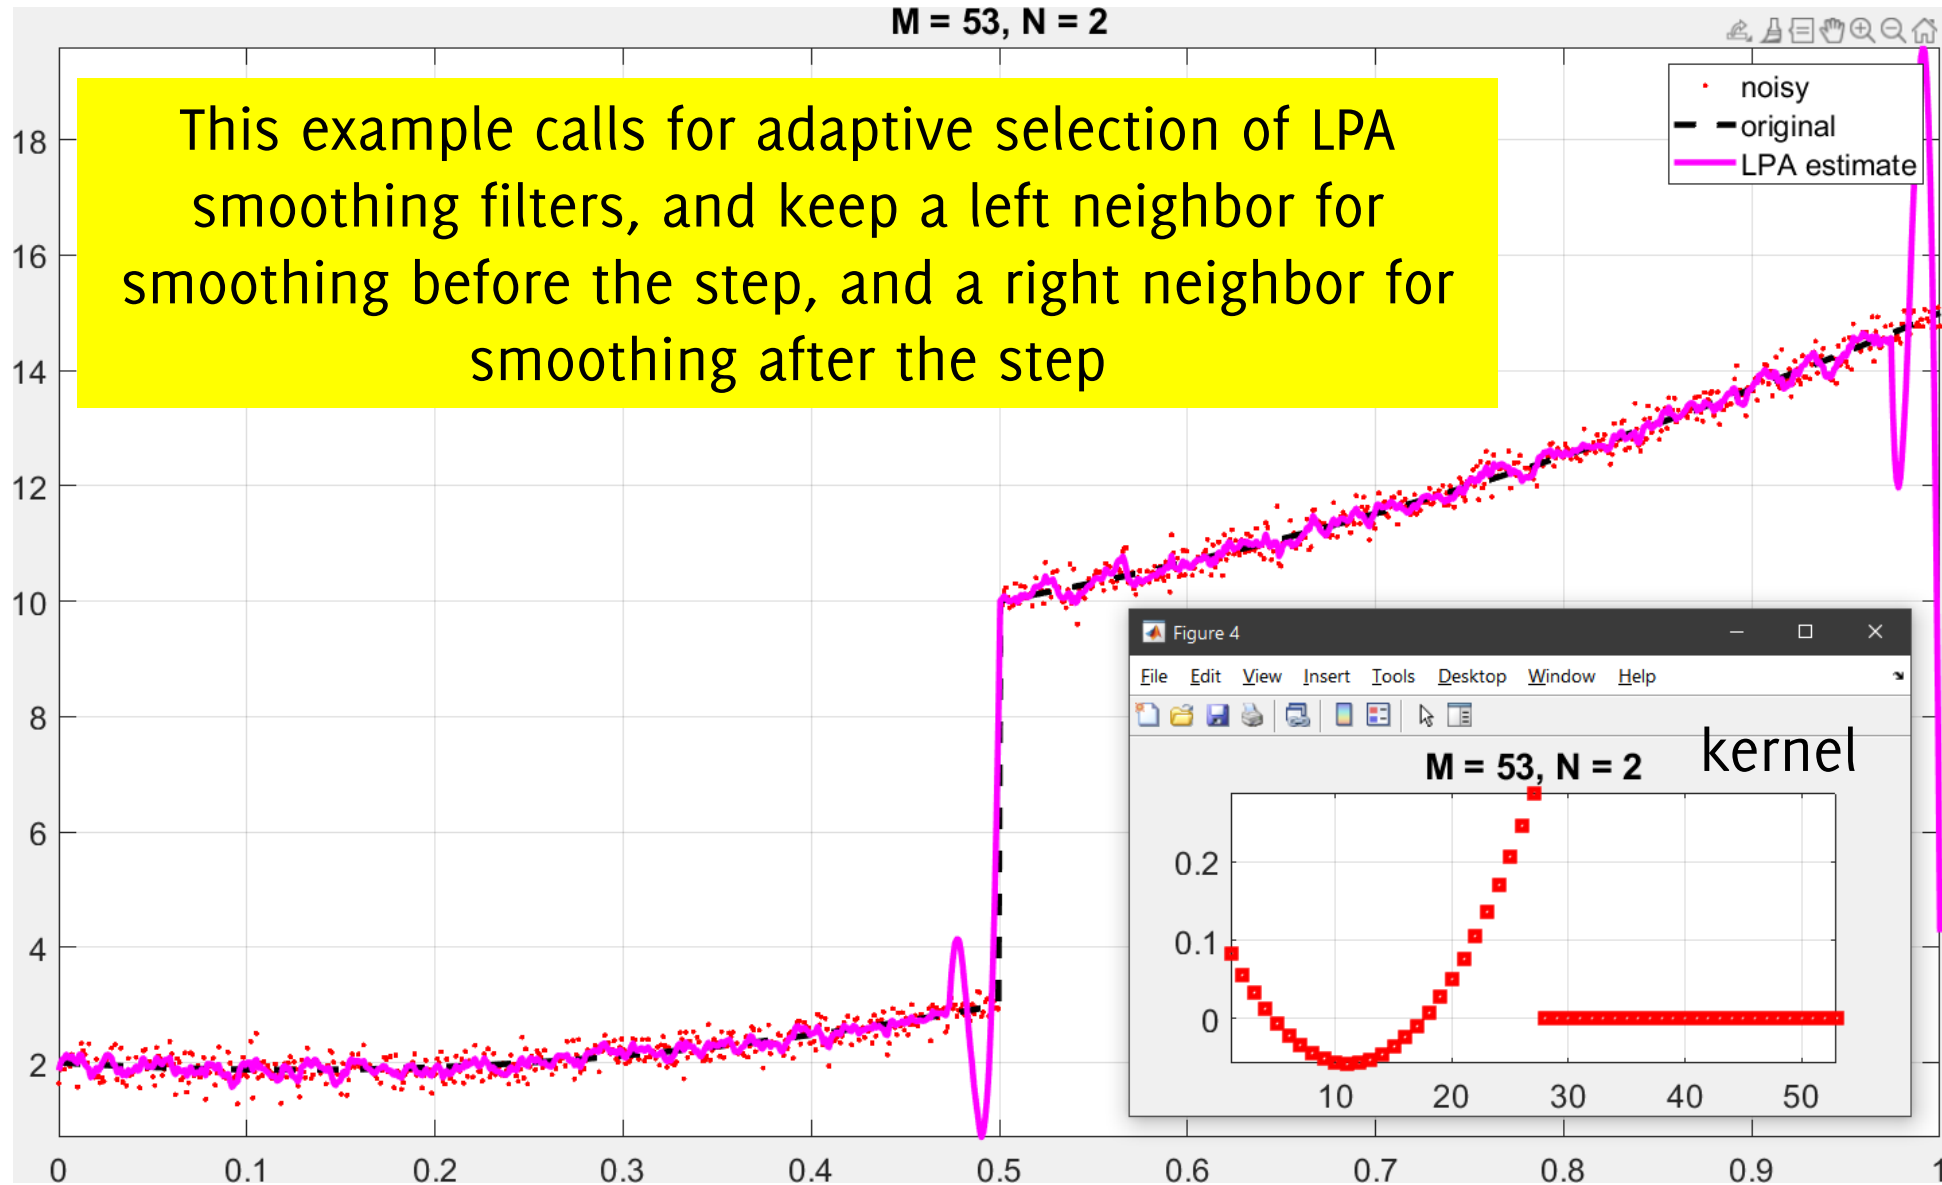 M = 53, N = 2
This example calls for adaptive selection of LPA
smoothing filters, and keep a left neighbor for
smoothing before the step, and a right neighbor for
smoothing after the step
noisy
original
LPA estimate
18
16
14
12
10
8
6
4
2
0 0.1 0.2 0.3 0.4 0.5 0.6 0.7 0.8 0.9 1
Figure 4
File Edit View Insert Tools Desktop Window Help
kernel
M = 53, N = 2
0.2
0.1
0
10 20 30 40 50